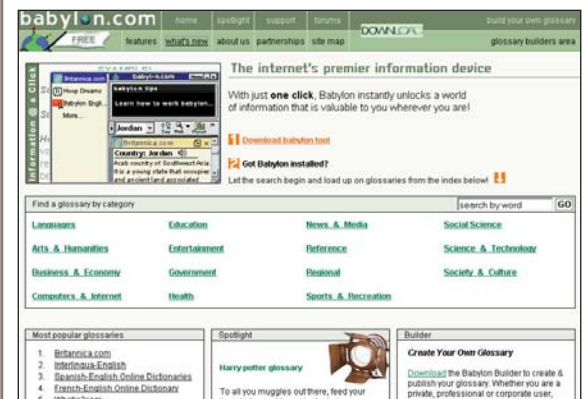 babylon.com
home spotlight support forums
build your own glossary
FREE
features what's new about us partnerships site map
glossary builders area
The internet's premier information device
With just one click, Babylon instantly unlocks a world
of information that is valuable to you wherever you are!
1 Download babylon tool
2 Got Babylon installed?
Let the search begin and load up on glossaries from the index below!
Information @ a Click
Britannica.com
Hoop Dreams
Babylon Engli...
More...
babylon tips
Learn how to work babylon...
Jordan
Britannica.com
Country: Jordan
Arab country of Southwest Asia
It is a young state that occupies
and ancient land associated
Find a glossary by category
search by word GO
Languages Education News & Media Social Science
Arts & Humanities Entertainment Reference Science & Technology
Business & Economy Government Regional Society & Culture
Computers & Internet Health Sports & Recreation
Most popular glossaries
1. Britannica.com
2. Interlingua-English
3. Spanish-English Online Dictionaries
4. French-English Online Dictionary
Spotlight
Harry potter glossary
To all you muggles out there, feed your
Builder
Create Your Own Glossary
Download the Babylon Builder to create &
publish your glossary. Whether you are a
private, professional or corporate user,